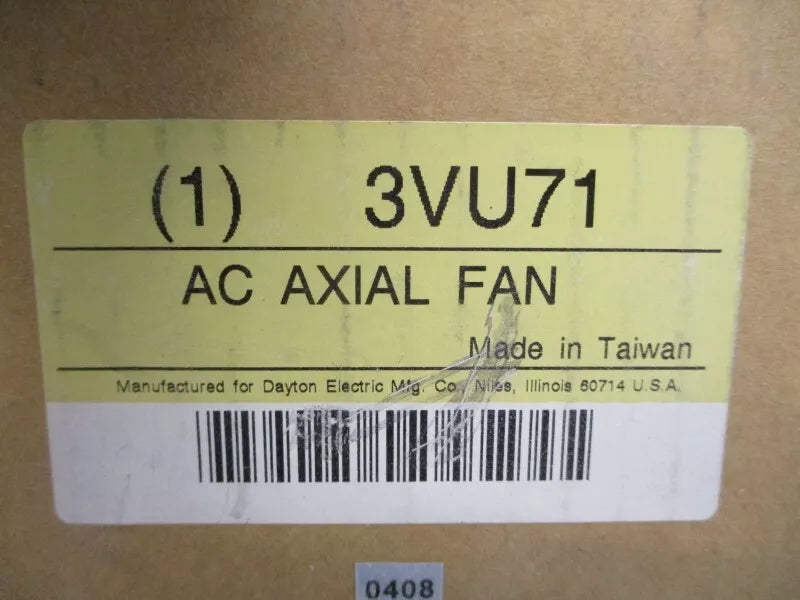 (1) 3VU71
AC AXIAL FAN
Made in Taiwan
Manufactured for Dayton Electric Mfg. Co., Niles, Illinois 60714 U.S.A.
0408